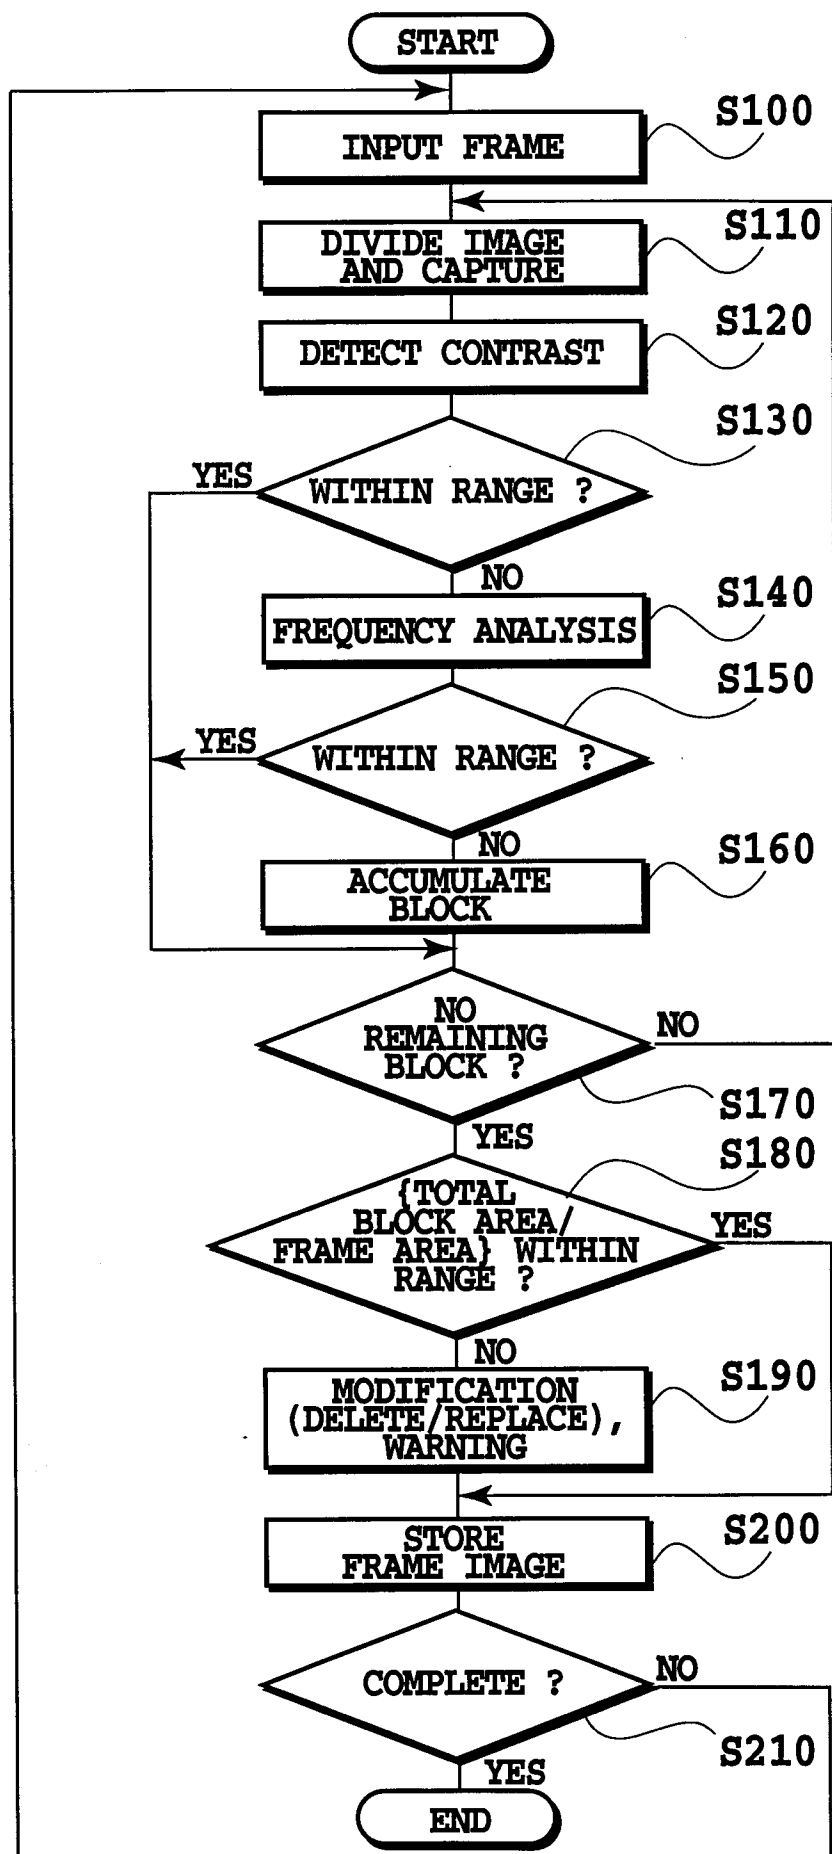 START
S100
INPUT FRAME
S110
DIVIDE IMAGE
AND CAPTURE
S120
DETECT CONTRAST
S130
YES
WITHIN RANGE ?
NO
S140
FREQUENCY ANALYSIS
S150
YES
WITHIN RANGE ?
NO
S160
ACCUMULATE
BLOCK
NO
REMAINING
BLOCK ?
NO
S170
YES
S180
{TOTAL
BLOCK AREA/
FRAME AREA} WITHIN
RANGE ?
YES
NO
S190
MODIFICATION
(DELETE/REPLACE),
WARNING
S200
STORE
FRAME IMAGE
COMPLETE ?
NO
S210
YES
END